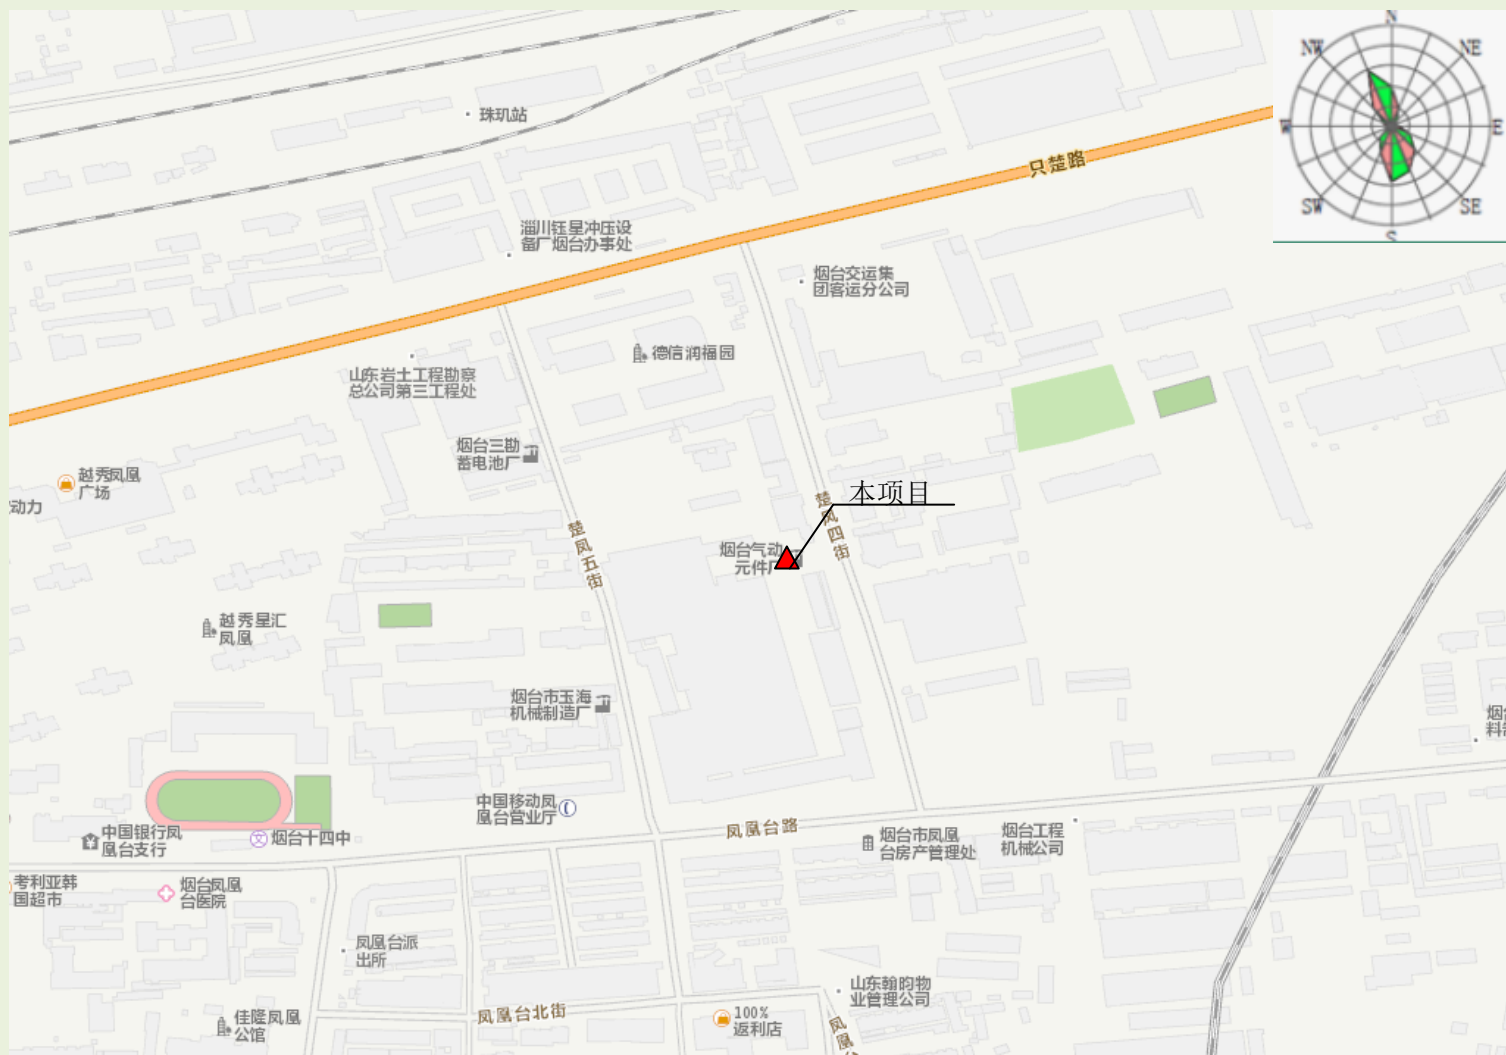 N
NW
NE
W
E
SW
SE
S
珠玑站
只楚路
淄川钰星冲压设
备厂烟台办事处
烟台交运集
团客运分公司
德信润福园
山东岩土工程勘察
总公司第三工程处
烟台三勘
蓄电池厂
越秀凤凰
广场
动力
本项目
楚凤四街
楚凤五街
烟台气动
元件厂
越秀星汇
凤凰
烟台市玉海
机械制造厂
中国移动凤
凰台营业厅
凤凰台路
烟台市凤凰
台房产管理处
烟台工程
机械公司
中国银行凤
凰台支行
烟台十四中
考利亚韩
国超市
烟台凤凰
台医院
凤凰台派
出所
山东翰昀物
业管理公司
凤凰台北街
100%
返利店
佳隆凤凰
公馆
凤凰